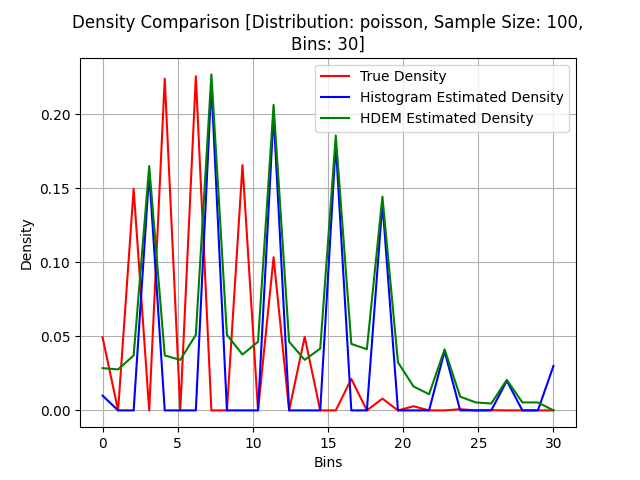 Density Comparison [Distribution: poisson, Sample Size: 100,
Bins: 30]
True Density
Histogram Estimated Density
HDEM Estimated Density
Density
0.20
0.15
0.10
0.05
0.00
0 5 10 15 20 25 30
Bins